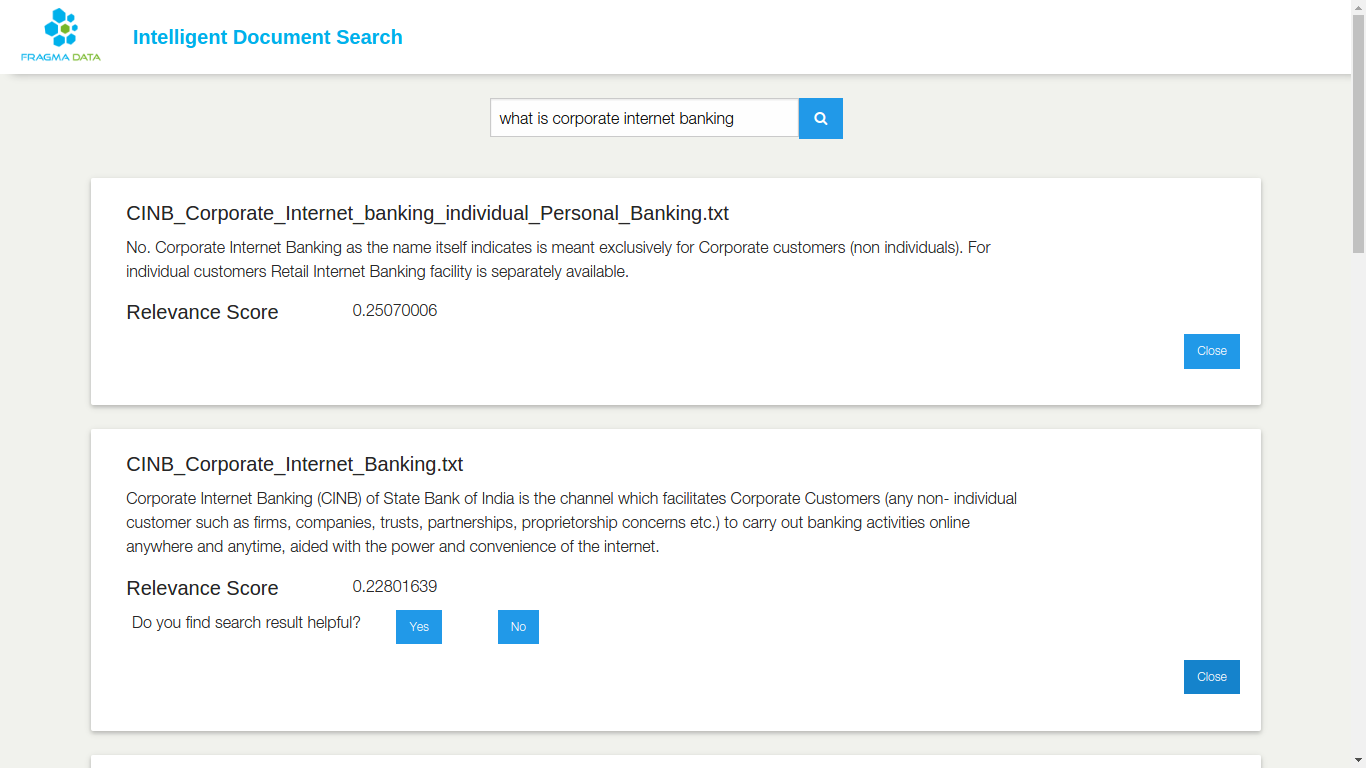 FRAGMA DATA
Intelligent Document Search
what is corporate internet banking
CINB_Corporate_Internet_banking_individual_Personal_Banking.txt
No. Corporate Internet Banking as the name itself indicates is meant exclusively for Corporate customers (non individuals). For
individual customers Retail Internet Banking facility is separately available.
Relevance Score 0.25070006
Close
CINB_Corporate_Internet_Banking.txt
Corporate Internet Banking (CINB) of State Bank of India is the channel which facilitates Corporate Customers (any non- individual
customer such as firms, companies, trusts, partnerships, proprietorship concerns etc.) to carry out banking activities online
anywhere and anytime, aided with the power and convenience of the internet.
Relevance Score 0.22801639
Do you find search result helpful? Yes No
Close